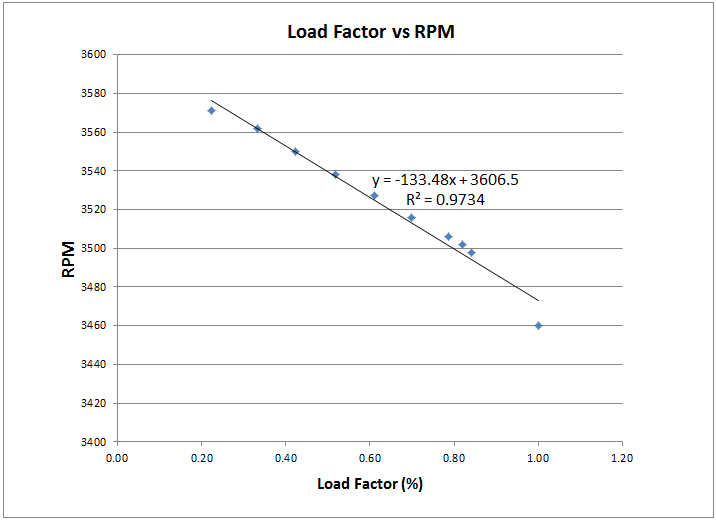 Load Factor vs RPM
3600
3580
3560
3540
3520
3500
3480
3460
3440
3420
3400
RPM
y = -133.48x + 3606.5
R² = 0.9734
0.00 0.20 0.40 0.60 0.80 1.00 1.20
Load Factor (%)